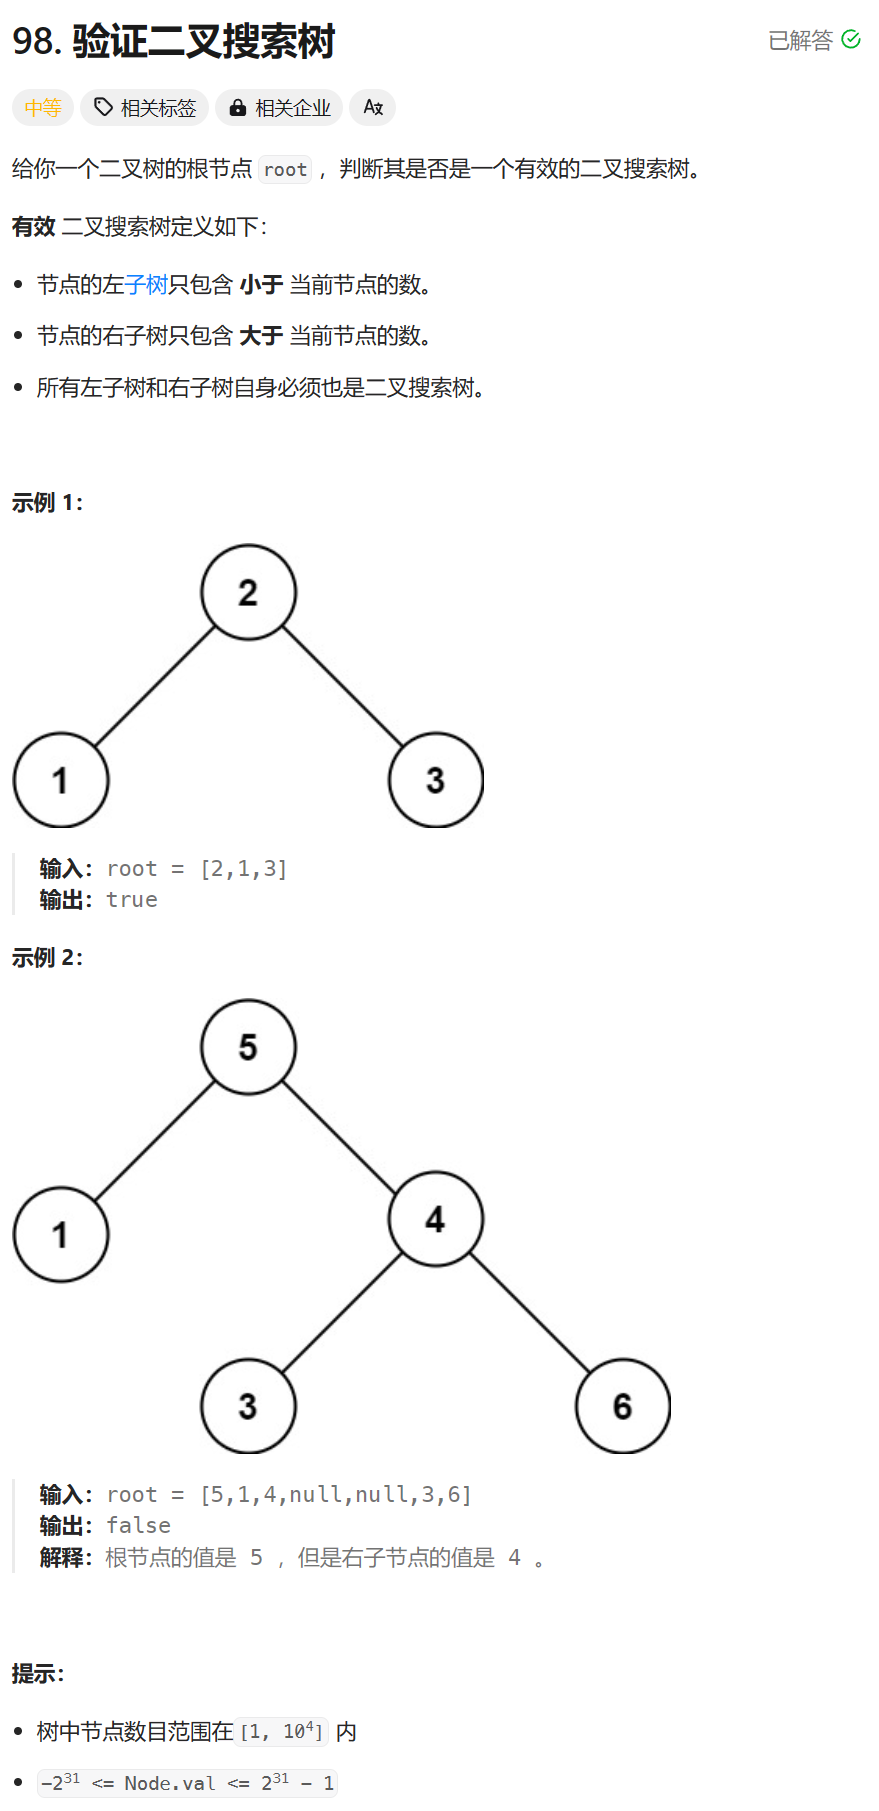 98. 验证二叉搜索树
已解答
中等
相关标签
相关企业
给你一个二叉树的根节点 root ，判断其是否是一个有效的二叉搜索树。
有效 二叉搜索树定义如下：
节点的左子树只包含 小于 当前节点的数。
节点的右子树只包含 大于 当前节点的数。
所有左子树和右子树自身必须也是二叉搜索树。
示例 1：
2
1
3
输入：root = [2,1,3]
输出：true
示例 2：
5
1
4
3
6
输入：root = [5,1,4,null,null,3,6]
输出：false
解释：根节点的值是 5 ，但是右子节点的值是 4 。
提示：
树中节点数目范围在[1, 10⁴] 内
-2³¹ <= Node.val <= 2³¹ - 1